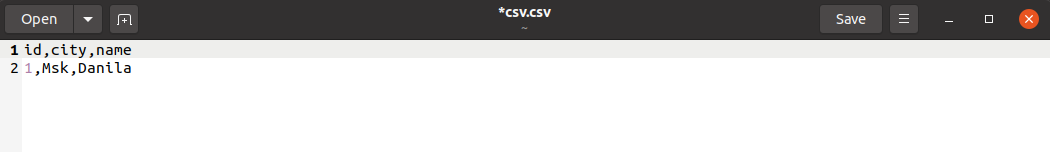 Open
*csv.csv
~
Save
1 id,city,name
2 1,Msk,Danila